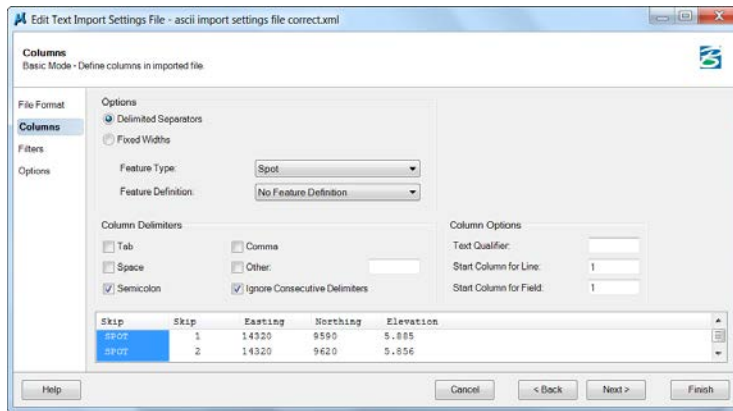 Edit Text Import Settings File - ascii import settings file correct.xml
Columns
Basic Mode - Define columns in imported file.
File Format
Columns
Filters
Options
Options
Delimited Separators
Fixed Widths
Feature Type: Spot
Feature Definition: No Feature Definition
Column Delimiters
Tab Comma
Space Other:
Semicolon Ignore Consecutive Delimiters
Column Options
Text Qualifier:
Start Column for Line: 1
Start Column for Field: 1
Skip Skip Easting Northing Elevation
SPOT 1 14320 9590 5.885
SPOT 2 14320 9620 5.856
Help Cancel < Back Next > Finish